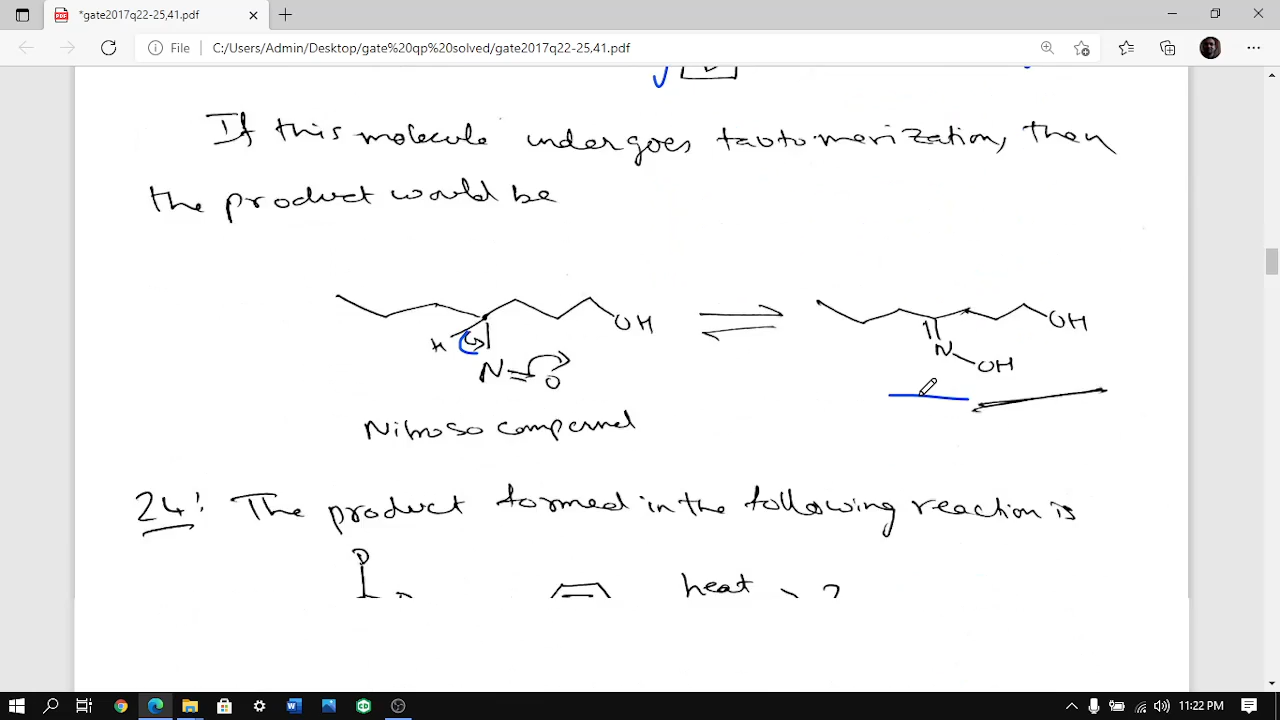 *gate2017q22-25,41.pdf
File C:/Users/Admin/Desktop/gate%20qp%20solved/gate2017q22-25,41.pdf
If this molecule undergoes tautomerization, then
the product would be
OH
H
N=O
OH
N
OH
Nitroso compound
24: The product formed in the following reaction is
D
heat ?
11:22 PM